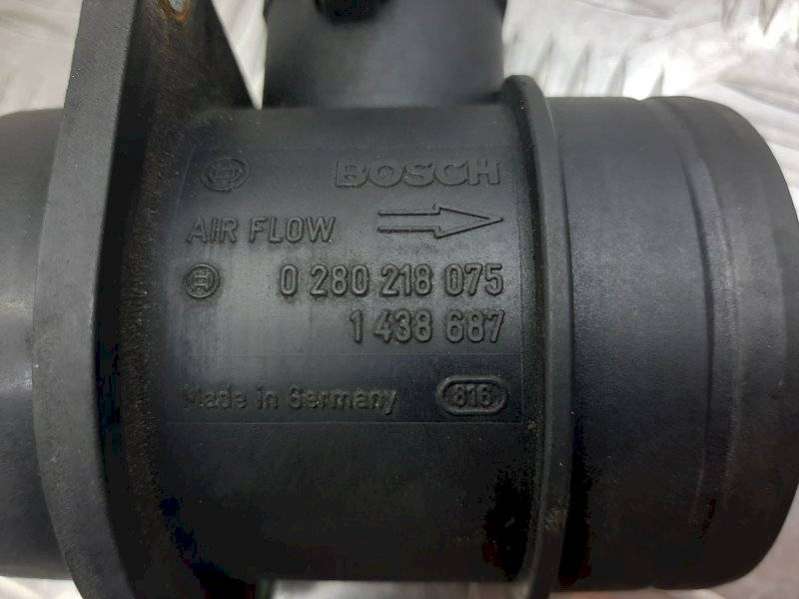 BOSCH
AIR FLOW
0 280 218 075
1 438 687
Made in Germany 816